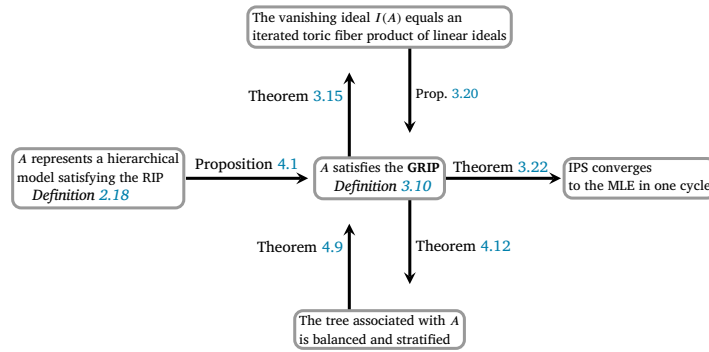 The vanishing ideal I(A) equals an
iterated toric fiber product of linear ideals
Theorem 3.15
Prop. 3.20
A represents a hierarchical
model satisfying the RIP
Definition 2.18
Proposition 4.1
A satisfies the GRIP
Definition 3.10
Theorem 3.22
IPS converges
to the MLE in one cycle
Theorem 4.9
Theorem 4.12
The tree associated with A
is balanced and stratified